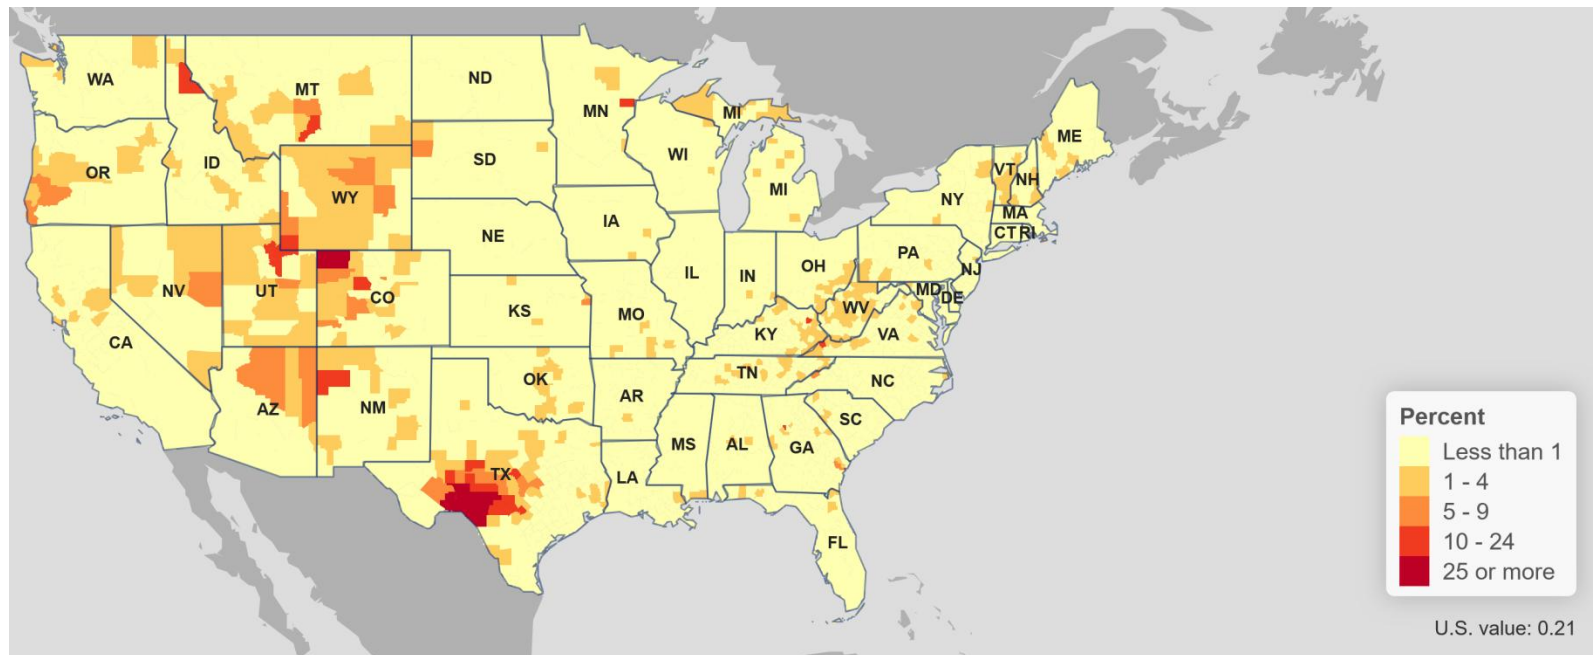 WA
MT
ND
MN
MI
ME
OR
ID
SD
WI
VT
NH
WY
MI
NY
MA
IA
CT RI
NE
PA
IL
IN
OH
NJ
NV
UT
CO
MD
DE
KS
MO
WV
CA
KY
VA
OK
TN
NC
AZ
NM
AR
SC
MS
AL
GA
TX
LA
FL
Percent
Less than 1
1 - 4
5 - 9
10 - 24
25 or more
U.S. value: 0.21